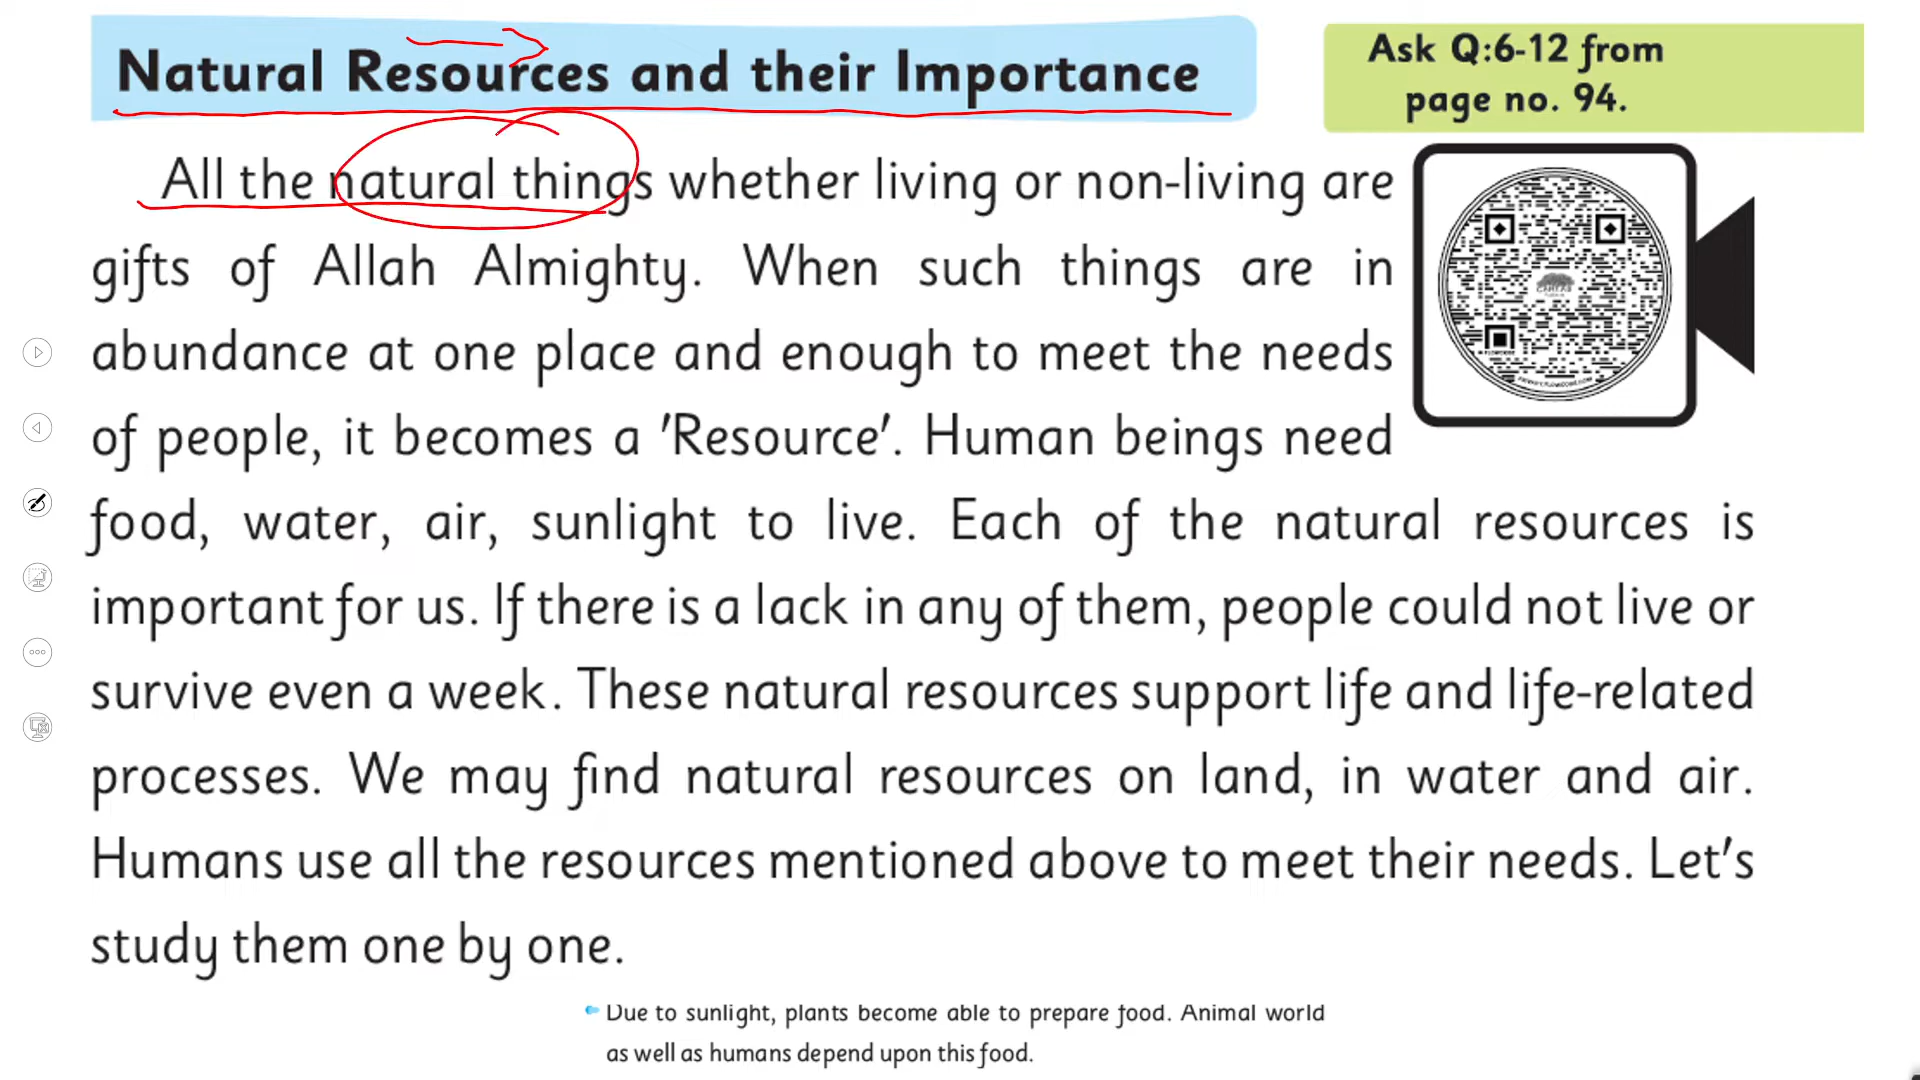 Natural Resources and their Importance
Ask Q:6-12 from
page no. 94.
All the natural things whether living or non-living are
gifts of Allah Almighty. When such things are in
abundance at one place and enough to meet the needs
of people, it becomes a 'Resource'. Human beings need
food, water, air, sunlight to live. Each of the natural resources is
important for us. If there is a lack in any of them, people could not live or
survive even a week. These natural resources support life and life-related
processes. We may find natural resources on land, in water and air.
Humans use all the resources mentioned above to meet their needs. Let's
study them one by one.
Due to sunlight, plants become able to prepare food. Animal world
as well as humans depend upon this food.